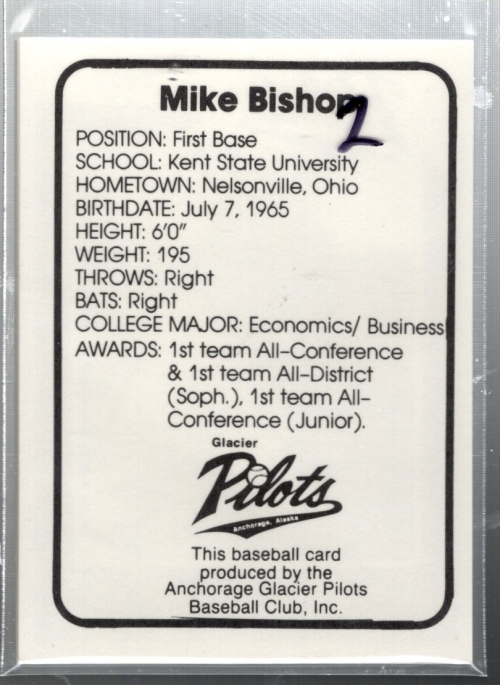 Mike Bishop
2
POSITION: First Base
SCHOOL: Kent State University
HOMETOWN: Nelsonville, Ohio
BIRTHDATE: July 7, 1965
HEIGHT: 6'0"
WEIGHT: 195
THROWS: Right
BATS: Right
COLLEGE MAJOR: Economics/ Business
AWARDS: 1st team All-Conference
& 1st team All-District
(Soph.), 1st team All-
Conference (Junior).
Glacier
Pilots
Anchorage, Alaska
This baseball card
produced by the
Anchorage Glacier Pilots
Baseball Club, Inc.